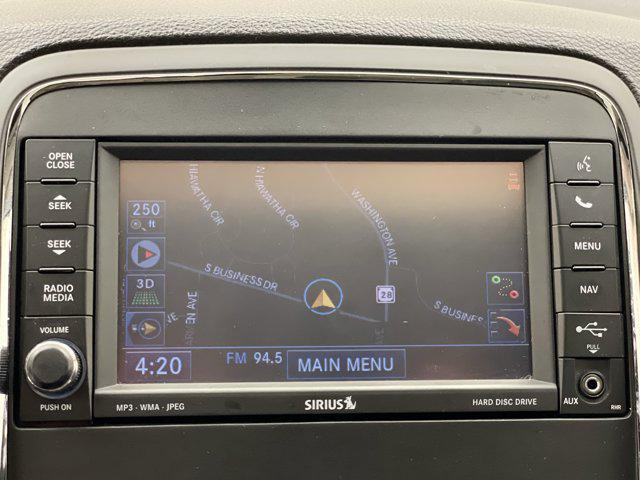 OPEN
CLOSE
SEEK
SEEK
RADIO
MEDIA
VOLUME
PUSH ON
HIAWATHA CIR
N HIAWATHA CIR
WASHINGTON AVE
250
ft
S BUSINESS DR
3D
28
S BUSINESS
AVE
4:20
FM 94.5
MAIN MENU
MP3 · WMA · JPEG
SIRIUS
HARD DISC DRIVE
MENU
NAV
PULL
AUX
RHR